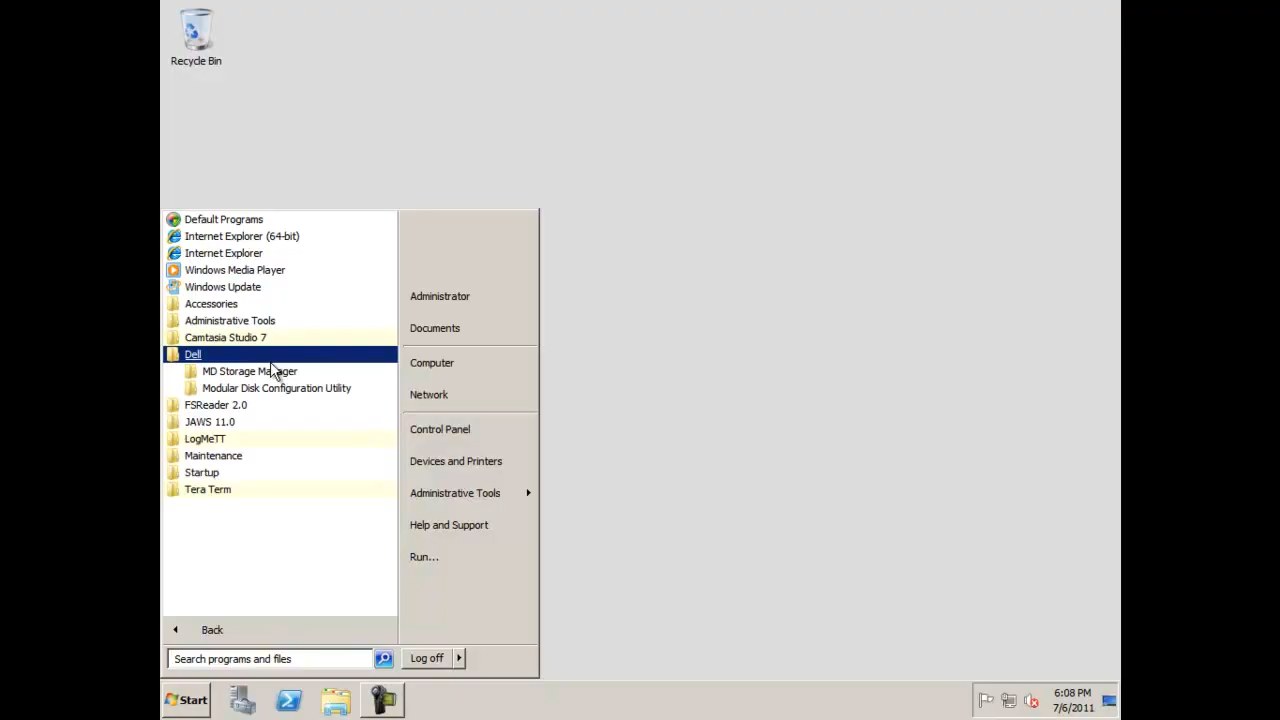 Recycle Bin
Default Programs
Internet Explorer (64-bit)
Internet Explorer
Windows Media Player
Windows Update
Accessories
Administrative Tools
Camtasia Studio 7
Dell
MD Storage Manager
Modular Disk Configuration Utility
FSReader 2.0
JAWS 11.0
LogMeTT
Maintenance
Startup
Tera Term
Back
Search programs and files
Administrator
Documents
Computer
Network
Control Panel
Devices and Printers
Administrative Tools
Help and Support
Run...
Log off
Start
6:08 PM
7/6/2011